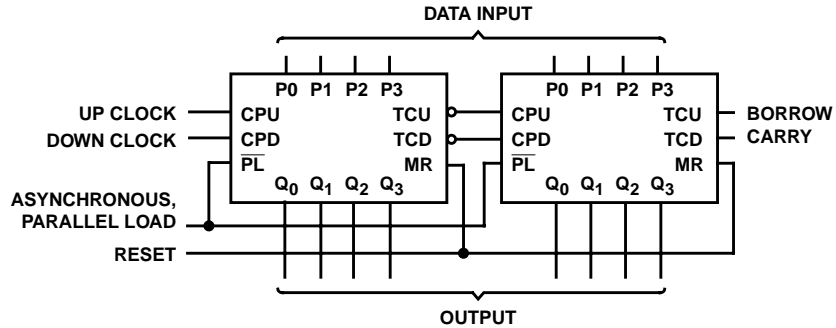 DATA INPUT
P0 P1 P2 P3
P0 P1 P2 P3
UP CLOCK
CPU
TCU
CPU
TCU
BORROW
DOWN CLOCK
CPD
TCD
CPD
TCD
CARRY
PL
MR
PL
MR
Q0 Q1 Q2 Q3
Q0 Q1 Q2 Q3
ASYNCHRONOUS,
PARALLEL LOAD
RESET
OUTPUT